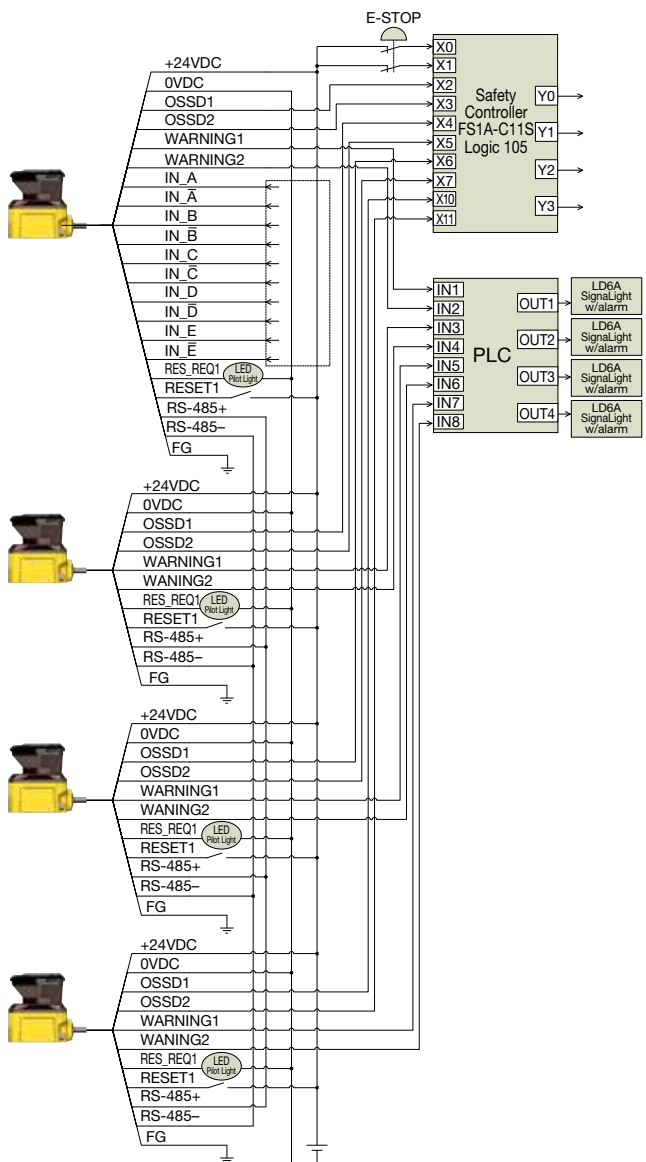 E-STOP
+24VDC
0VDC
OSSD1
OSSD2
WARNING1
WARNING2
IN_A
IN_A̅
IN_B
IN_B̅
IN_C
IN_C̅
IN_D
IN_D̅
IN_E
IN_E̅
RES_REQ1
LED
Pilot Light
RESET1
RS-485+
RS-485–
FG
X0
X1
X2
X3
X4
X5
X6
X7
X10
X11
Safety
Controller
FS1A-C11S
Logic 105
Y0
Y1
Y2
Y3
IN1
IN2
IN3
IN4
IN5
IN6
IN7
IN8
PLC
OUT1
OUT2
OUT3
OUT4
LD6A
SignaLight
w/alarm
LD6A
SignaLight
w/alarm
LD6A
SignaLight
w/alarm
LD6A
SignaLight
w/alarm
+24VDC
0VDC
OSSD1
OSSD2
WARNING1
WANING2
RES_REQ1
LED
Pilot Light
RESET1
RS-485+
RS-485–
FG
+24VDC
0VDC
OSSD1
OSSD2
WARNING1
WANING2
RES_REQ1
LED
Pilot Light
RESET1
RS-485+
RS-485–
FG
+24VDC
0VDC
OSSD1
OSSD2
WARNING1
WANING2
RES_REQ1
LED
Pilot Light
RESET1
RS-485+
RS-485–
FG